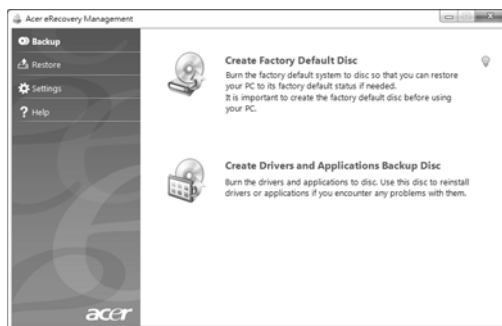 Acer eRecovery Management
Backup
Restore
Settings
Help
Create Factory Default Disc
Burn the factory default system to disc so that you can restore
your PC to its factory default status if needed.
It is important to create the factory default disc before using
your PC.
Create Drivers and Applications Backup Disc
Burn the drivers and applications to disc. Use this disc to reinstall
drivers or applications if you encounter any problems with them.
acer